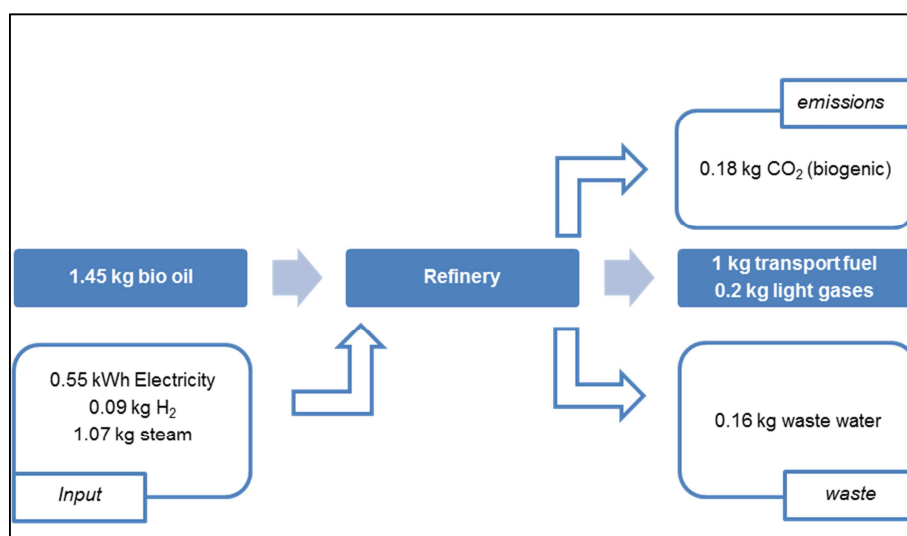 emissions
0.18 kg CO₂ (biogenic)
1.45 kg bio oil
Refinery
1 kg transport fuel
0.2 kg light gases
0.55 kWh Electricity
0.09 kg H₂
1.07 kg steam
Input
0.16 kg waste water
waste